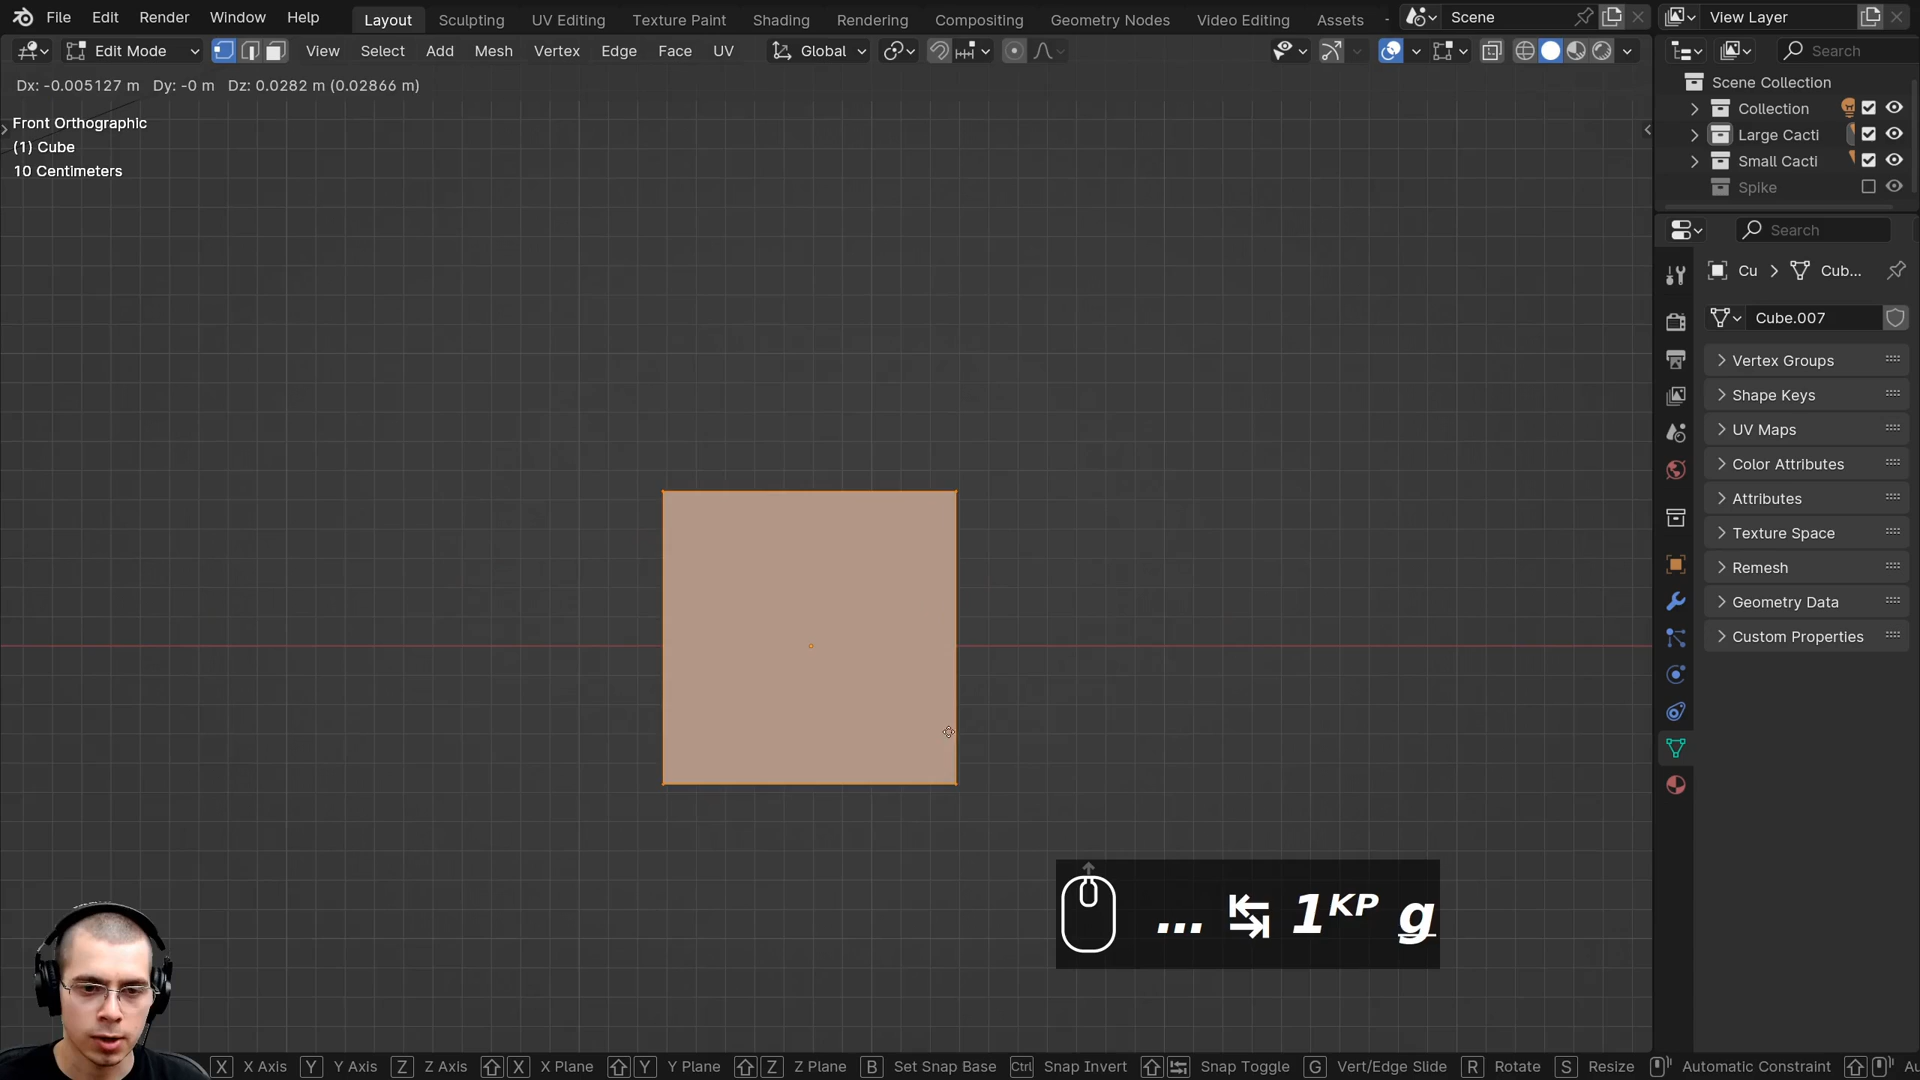 File Edit Render Window Help Layout Sculpting UV Editing Texture Paint Shading Rendering Compositing Geometry Nodes Video Editing Assets Scene View Layer
Edit Mode View Select Add Mesh Vertex Edge Face UV Global Search
Dx: -0.005127 m Dy: -0 m Dz: 0.0282 m (0.02866 m)
Front Orthographic
(1) Cube
10 Centimeters
Scene Collection
Collection
Large Cacti
Small Cacti
Spike
Search
Cu Cub...
Cube.007
Vertex Groups
Shape Keys
UV Maps
Color Attributes
Attributes
Texture Space
Remesh
Geometry Data
Custom Properties
... 1KP g
X X Axis Y Y Axis Z Z Axis X X Plane Y Y Plane Z Z Plane B Set Snap Base Ctrl Snap Invert Snap Toggle G Vert/Edge Slide R Rotate S Resize Automatic Constraint Au